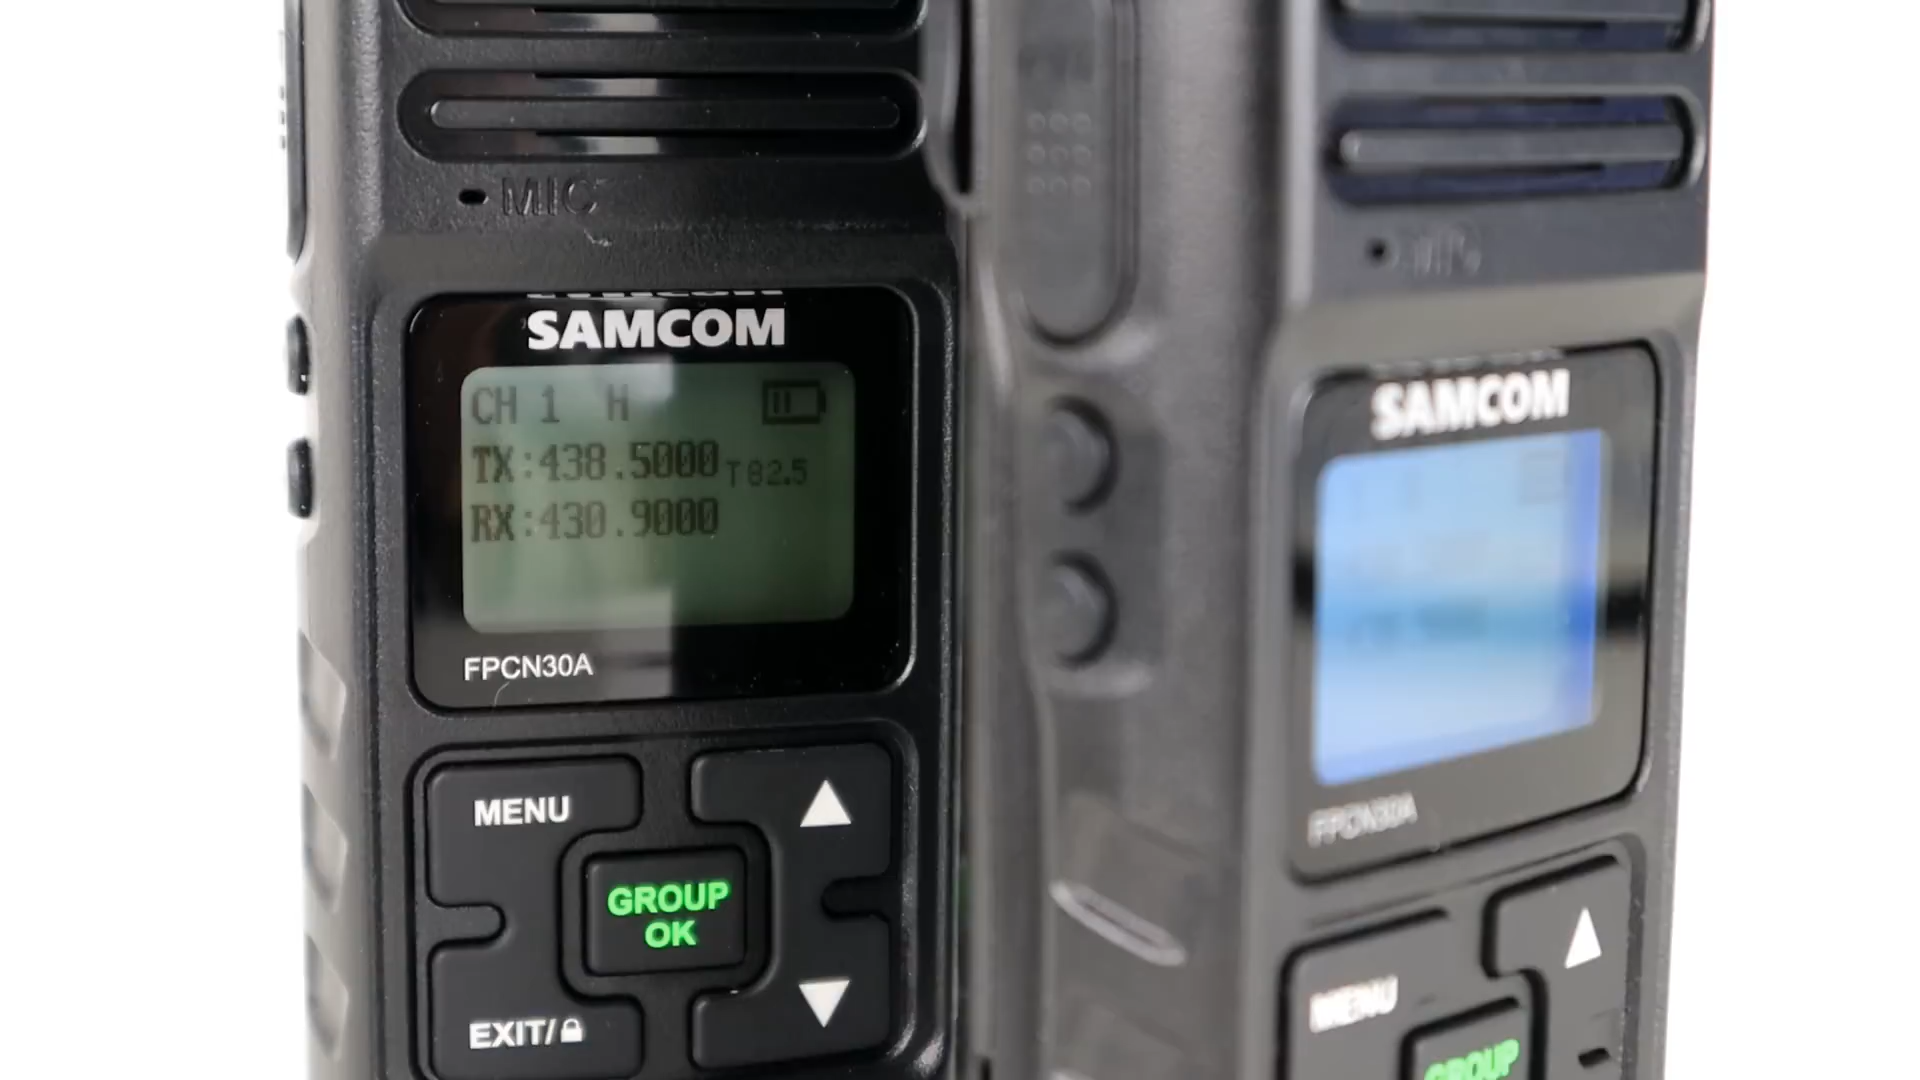 MIC
SAMCOM
CH 1 H
TX:438.5000 T82.5
RX:430.9000
FPCN30A
MENU
GROUP
OK
EXIT/
MIC
SAMCOM
FPCN30A
MENU
GROUP